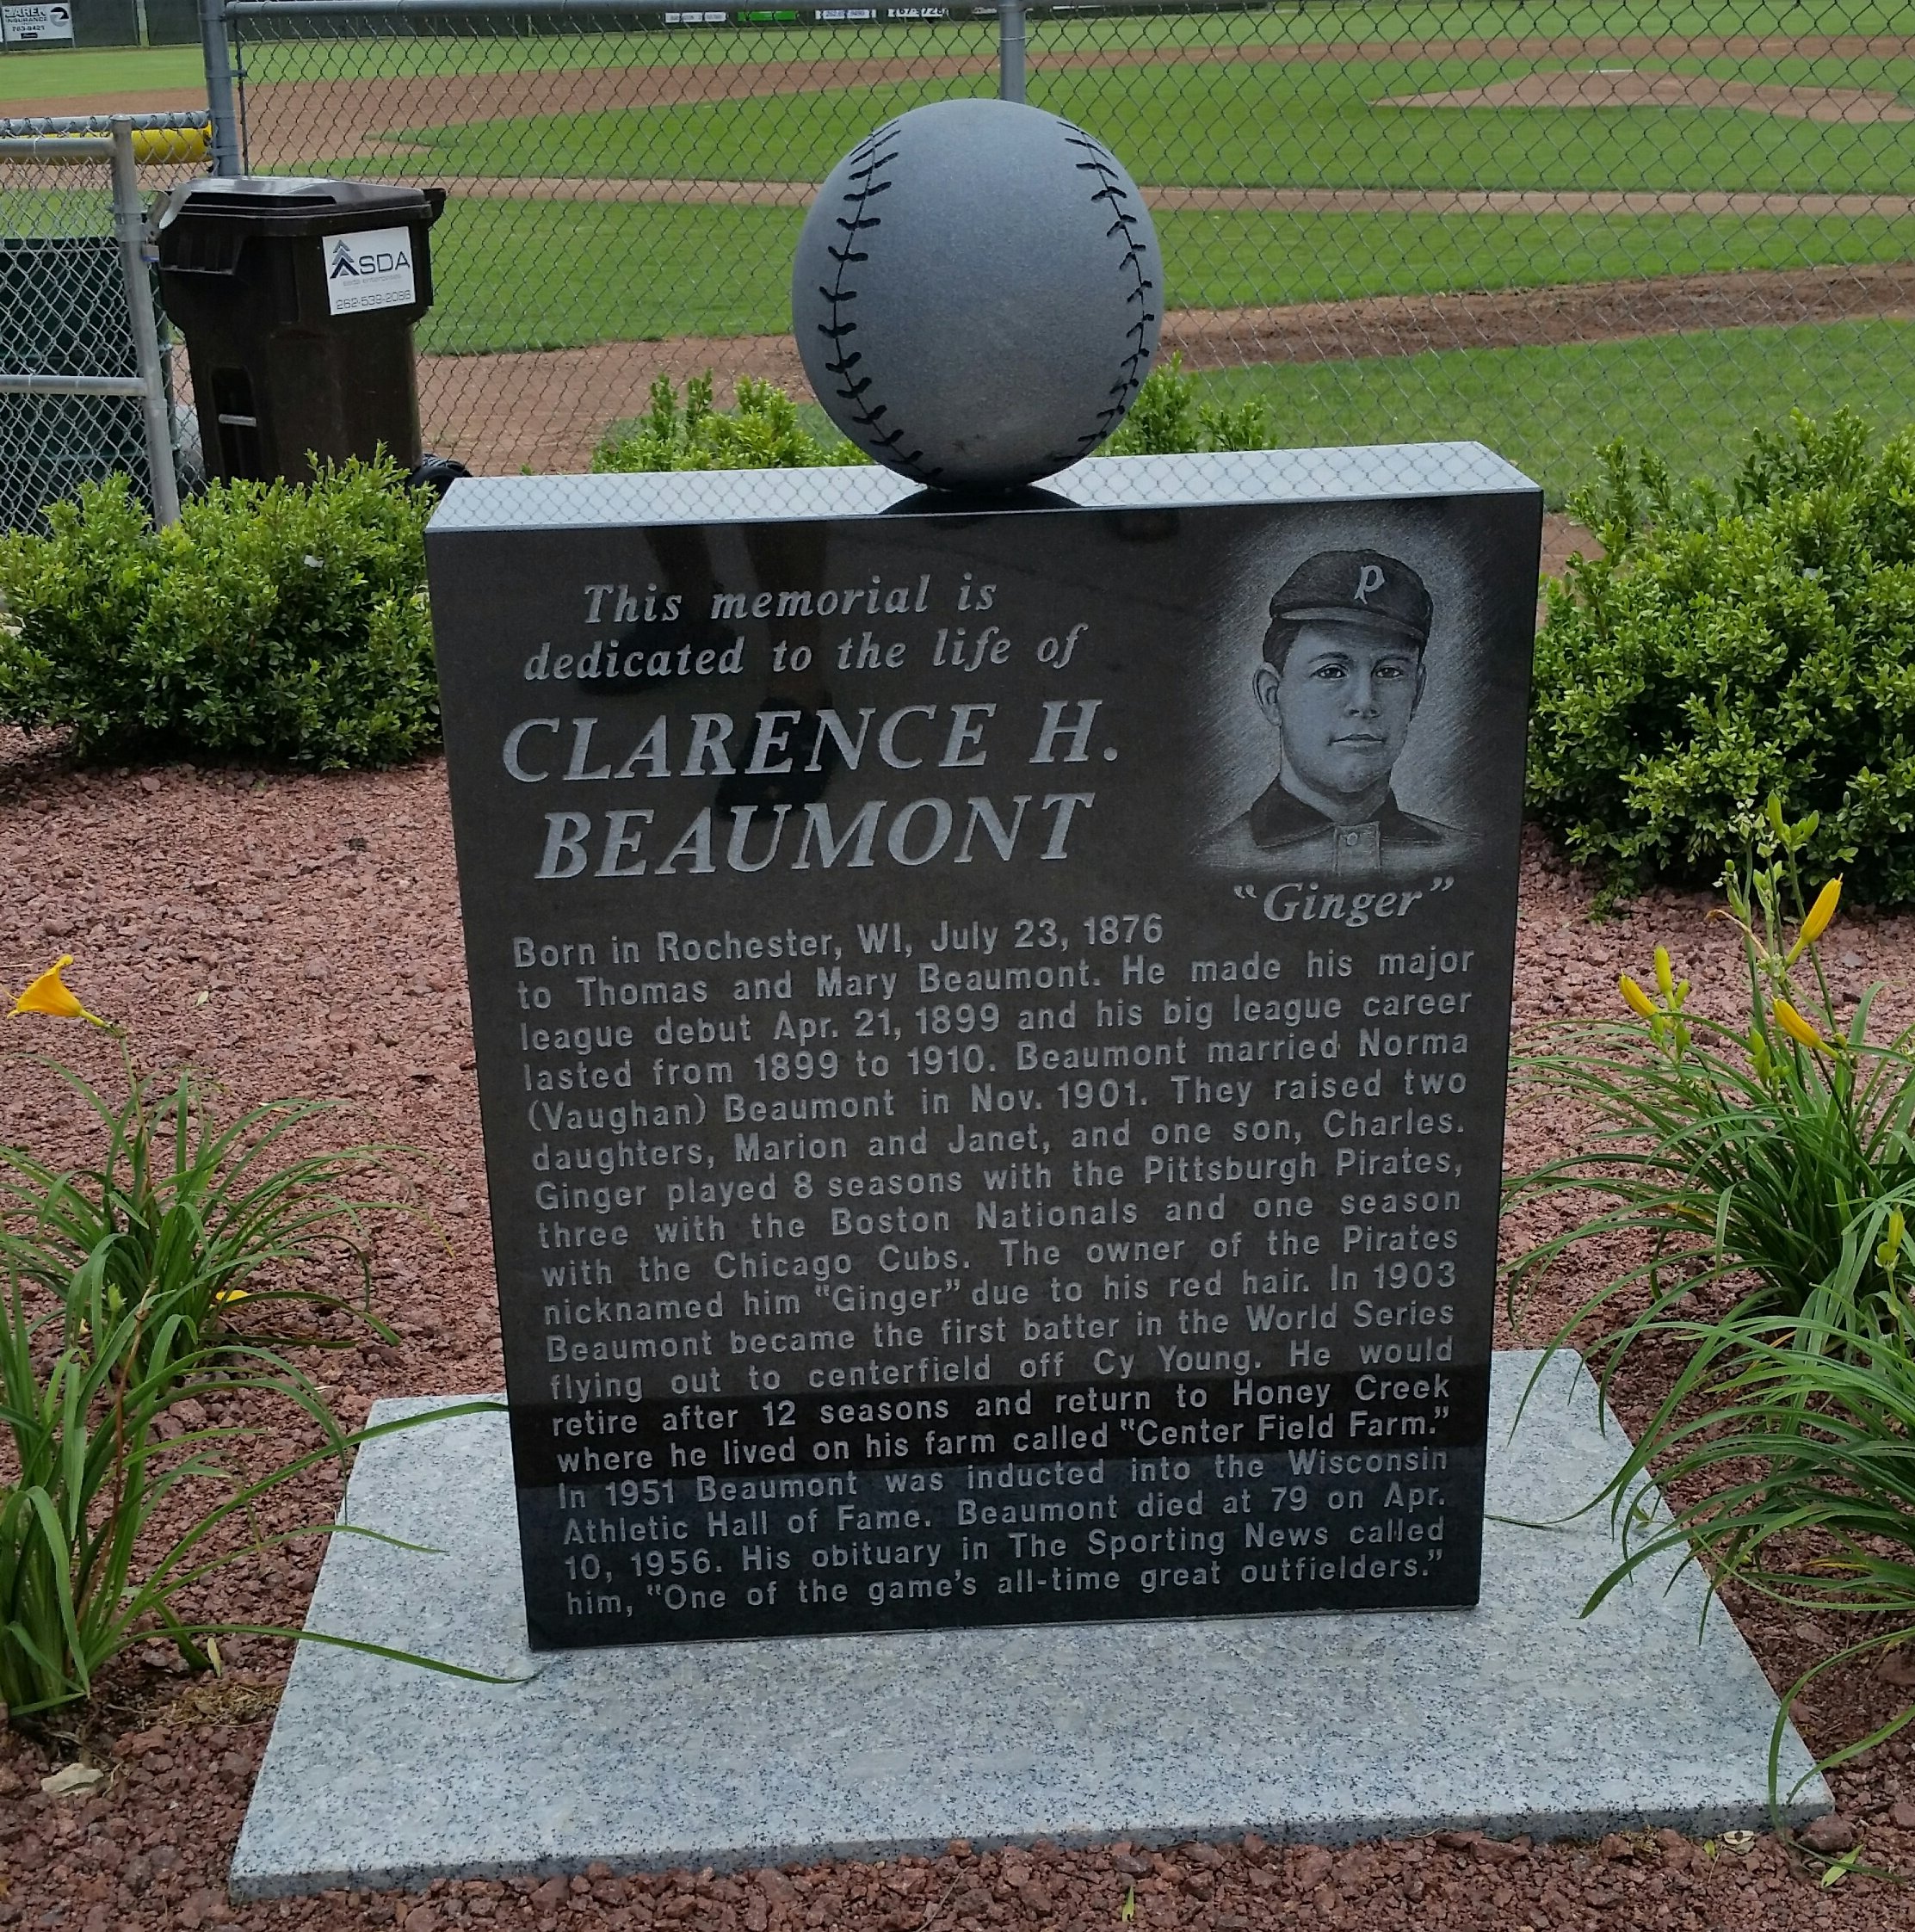 INSURANCE
763-8421
ASDA
262-539-2066
This memorial is
dedicated to the life of
CLARENCE H.
BEAUMONT
P
"Ginger"
Born in Rochester, WI, July 23, 1876
to Thomas and Mary Beaumont. He made his major
league debut Apr. 21, 1899 and his big league career
lasted from 1899 to 1910. Beaumont married Norma
(Vaughan) Beaumont in Nov. 1901. They raised two
daughters, Marion and Janet, and one son, Charles.
Ginger played 8 seasons with the Pittsburgh Pirates,
three with the Boston Nationals and one season
with the Chicago Cubs. The owner of the Pirates
nicknamed him "Ginger" due to his red hair. In 1903
Beaumont became the first batter in the World Series
flying out to centerfield off Cy Young. He would
retire after 12 seasons and return to Honey Creek
where he lived on his farm called "Center Field Farm."
In 1951 Beaumont was inducted into the Wisconsin
Athletic Hall of Fame. Beaumont died at 79 on Apr.
10, 1956. His obituary in The Sporting News called
him, "One of the game's all-time great outfielders."